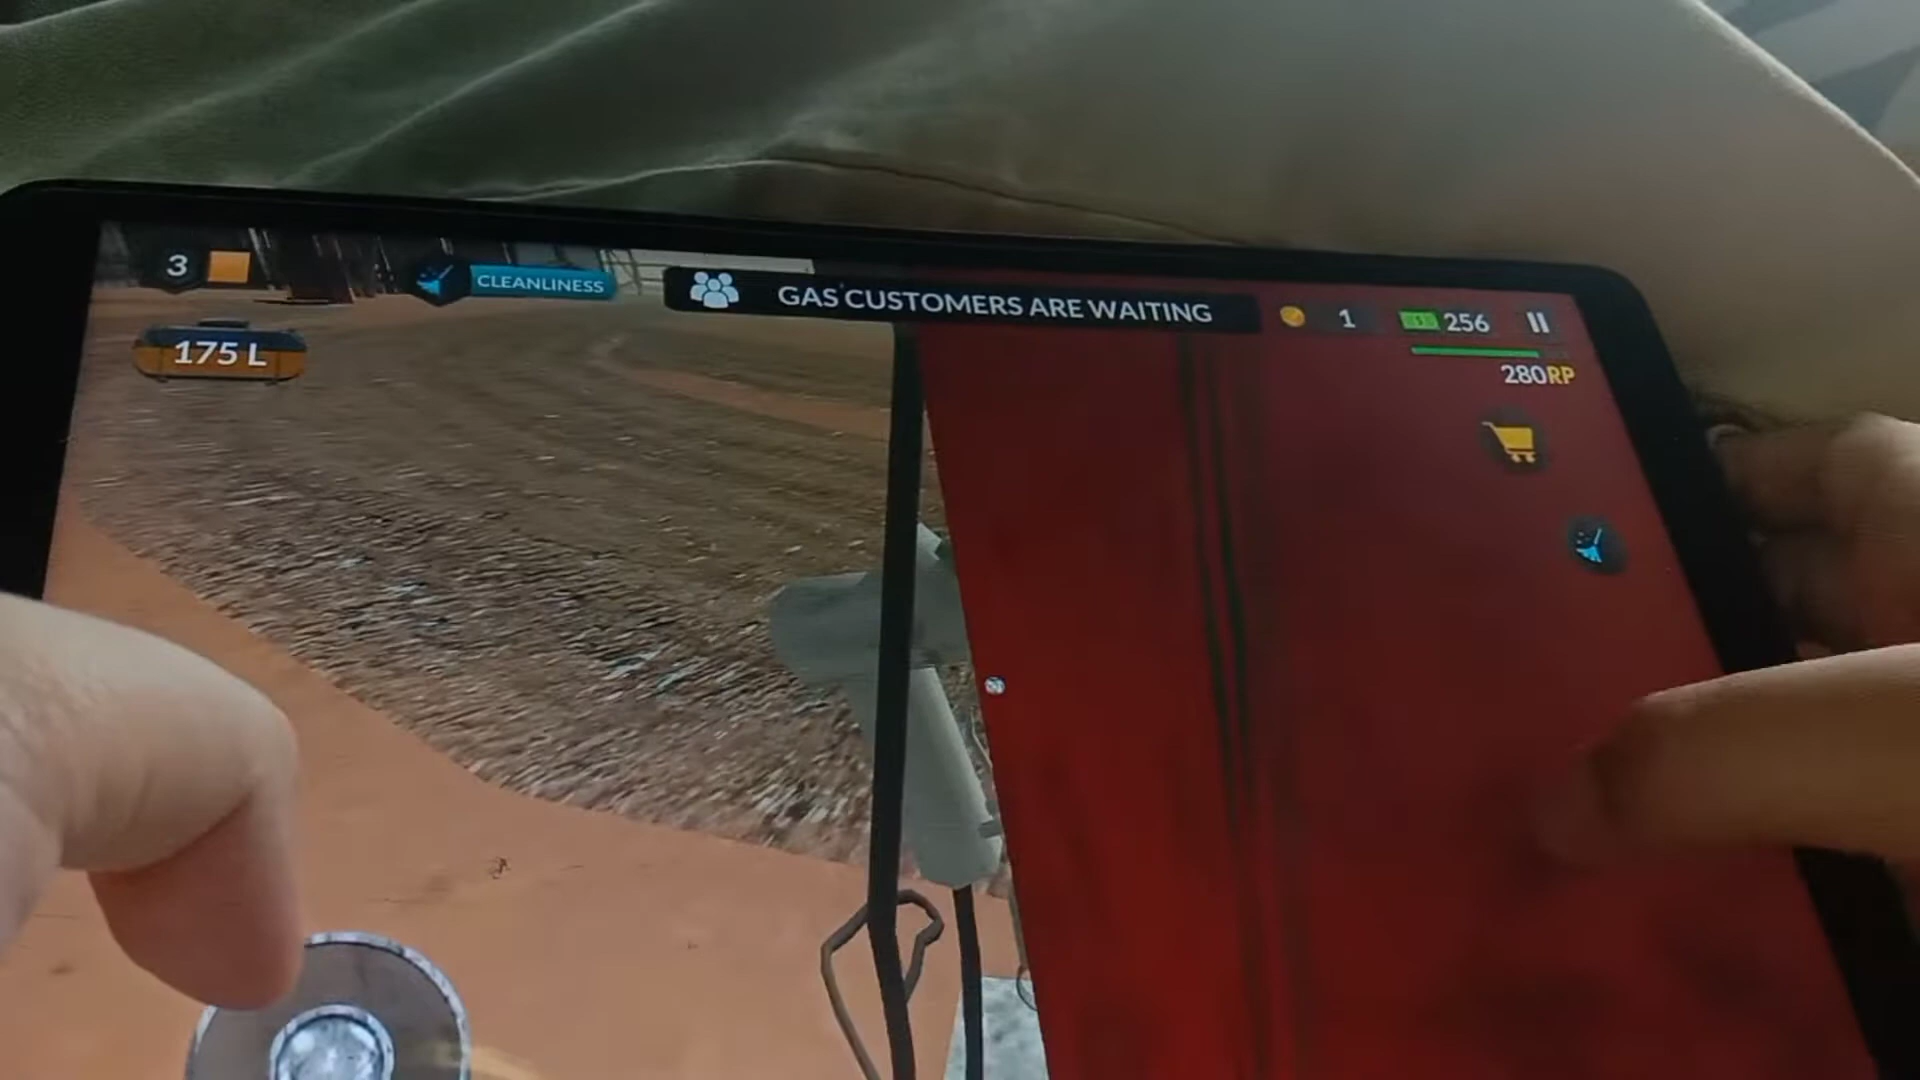 3
CLEANLINESS
GAS CUSTOMERS ARE WAITING
1
256
175 L
280RP